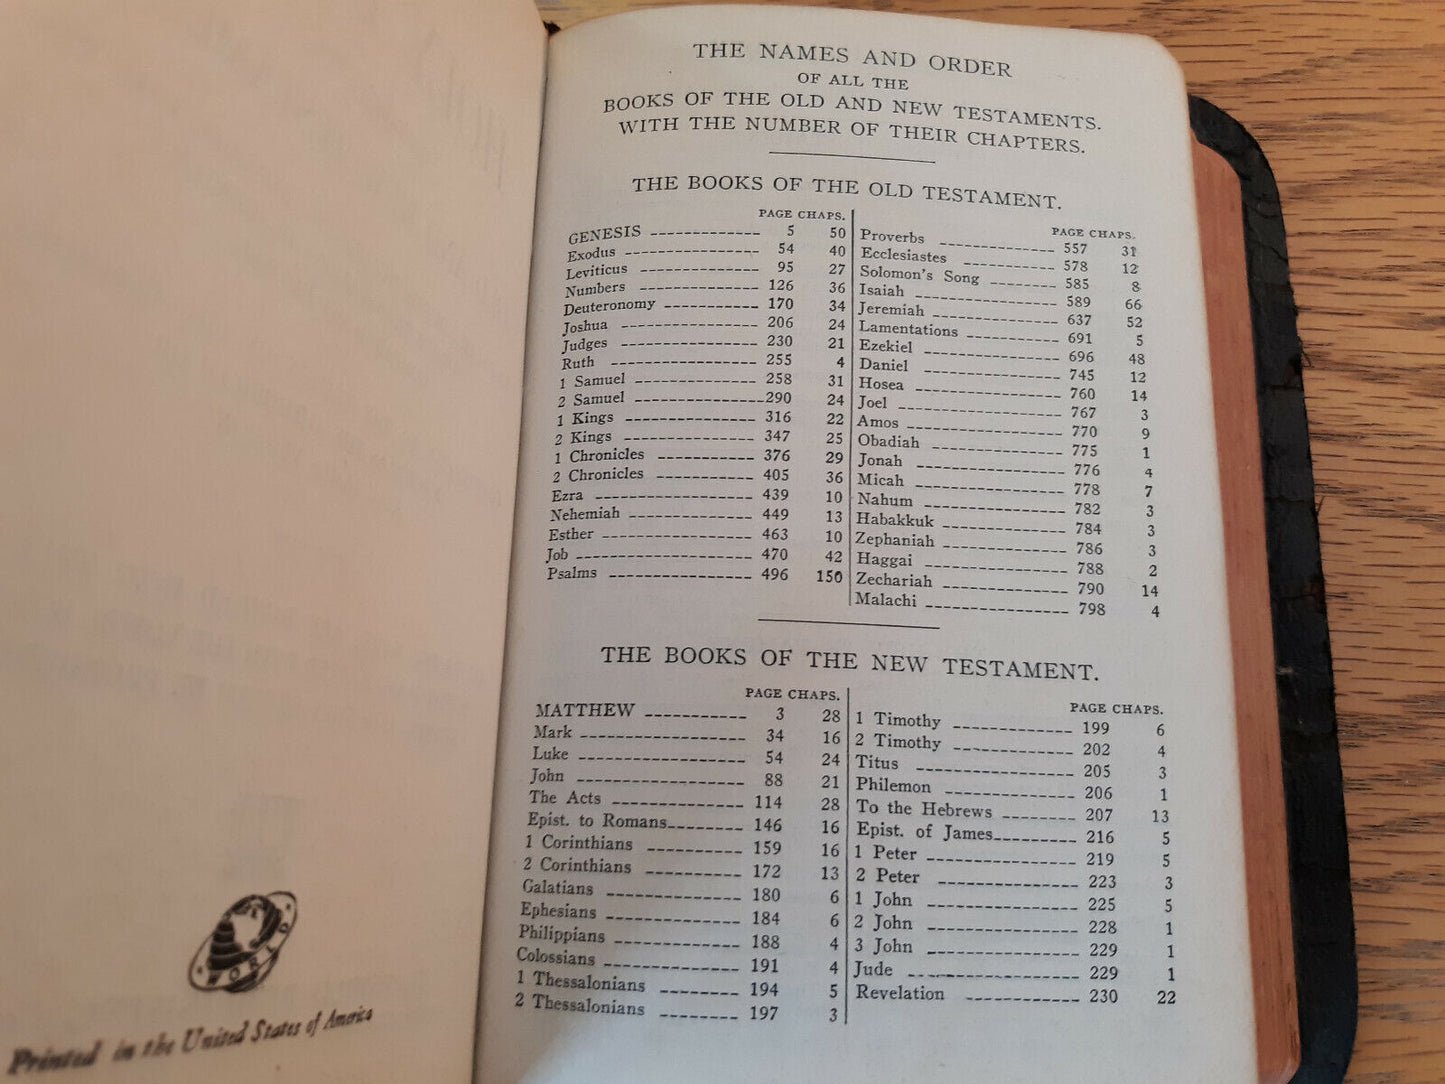 THE NAMES AND ORDER
OF ALL THE
BOOKS OF THE OLD AND NEW TESTAMENTS.
WITH THE NUMBER OF THEIR CHAPTERS.
THE BOOKS OF THE OLD TESTAMENT.
PAGE CHAPS.
GENESIS 5 50
Exodus 54 40
Leviticus 95 27
Numbers 126 36
Deuteronomy 170 34
Joshua 206 24
Judges 230 21
Ruth 255 4
1 Samuel 258 31
2 Samuel 290 24
1 Kings 316 22
2 Kings 347 25
1 Chronicles 376 29
2 Chronicles 405 36
Ezra 439 10
Nehemiah 449 13
Esther 463 10
Job 470 42
Psalms 496 150
PAGE CHAPS.
Proverbs 557 31
Ecclesiastes 578 12
Solomon's Song 585 8
Isaiah 589 66
Jeremiah 637 52
Lamentations 691 5
Ezekiel 696 48
Daniel 745 12
Hosea 760 14
Joel 767 3
Amos 770 9
Obadiah 775 1
Jonah 776 4
Micah 778 7
Nahum 782 3
Habakkuk 784 3
Zephaniah 786 3
Haggai 788 2
Zechariah 790 14
Malachi 798 4
THE BOOKS OF THE NEW TESTAMENT.
PAGE CHAPS.
MATTHEW 3 28
Mark 34 16
Luke 54 24
John 88 21
The Acts 114 28
Epist. to Romans 146 16
1 Corinthians 159 16
2 Corinthians 172 13
Galatians 180 6
Ephesians 184 6
Philippians 188 4
Colossians 191 4
1 Thessalonians 194 5
2 Thessalonians 197 3
PAGE CHAPS.
1 Timothy 199 6
2 Timothy 202 4
Titus 205 3
Philemon 206 1
To the Hebrews 207 13
Epist. of James 216 5
1 Peter 219 5
2 Peter 223 3
1 John 225 5
2 John 228 1
3 John 229 1
Jude 229 1
Revelation 230 22
WORLD
Printed in the United States of America